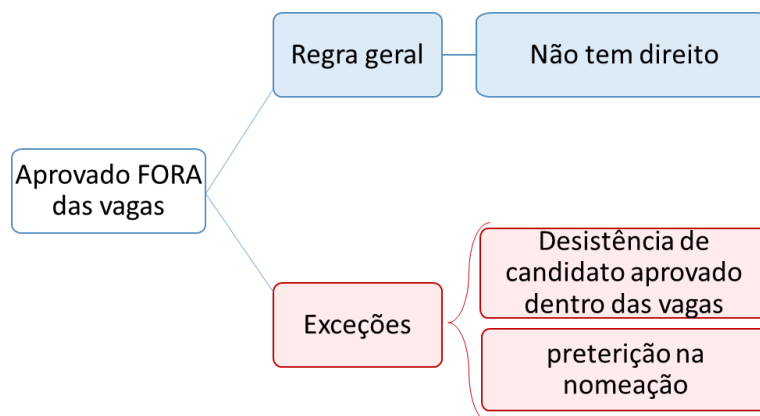 Regra geral
Não tem direito
Aprovado FORA
das vagas
Desistência de
candidato aprovado
dentro das vagas
Exceções
preterição na
nomeação